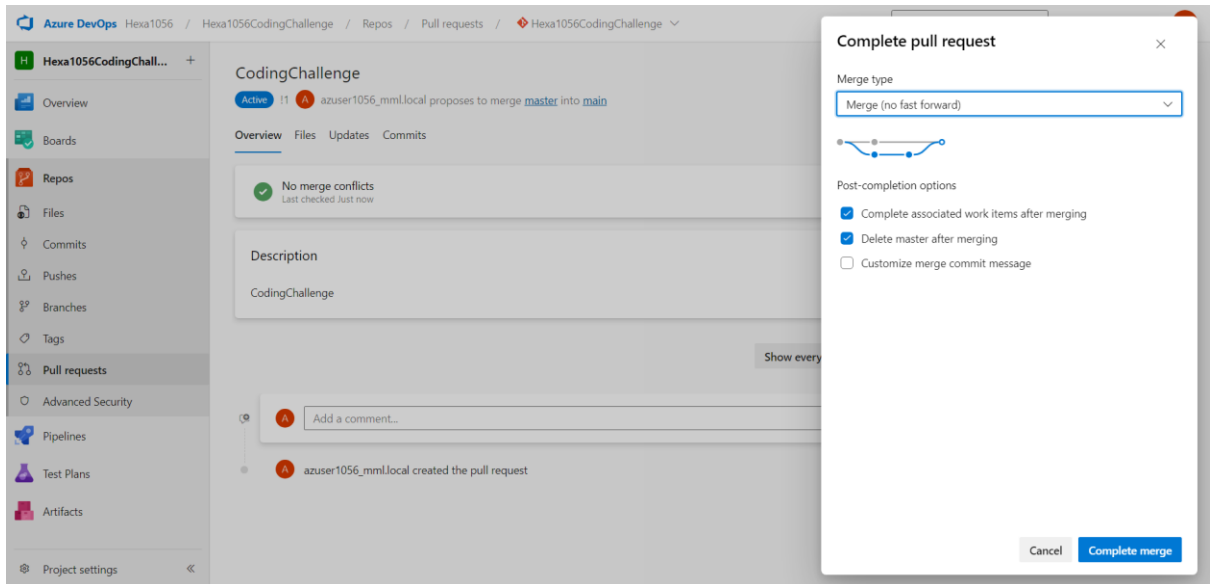 Azure DevOps Hexa1056 / Hexa1056CodingChallenge / Repos / Pull requests / Hexa1056CodingChallenge
H Hexa1056CodingChall... +
Overview
Boards
Repos
Files
Commits
Pushes
Branches
Tags
Pull requests
Advanced Security
Pipelines
Test Plans
Artifacts
Project settings
CodingChallenge
Active !1 A azuser1056_mml.local proposes to merge master into main
Overview Files Updates Commits
No merge conflicts
Last checked Just now
Description
CodingChallenge
Show every
A Add a comment...
A azuser1056_mml.local created the pull request
Complete pull request
Merge type
Merge (no fast forward)
Post-completion options
Complete associated work items after merging
Delete master after merging
Customize merge commit message
Cancel Complete merge